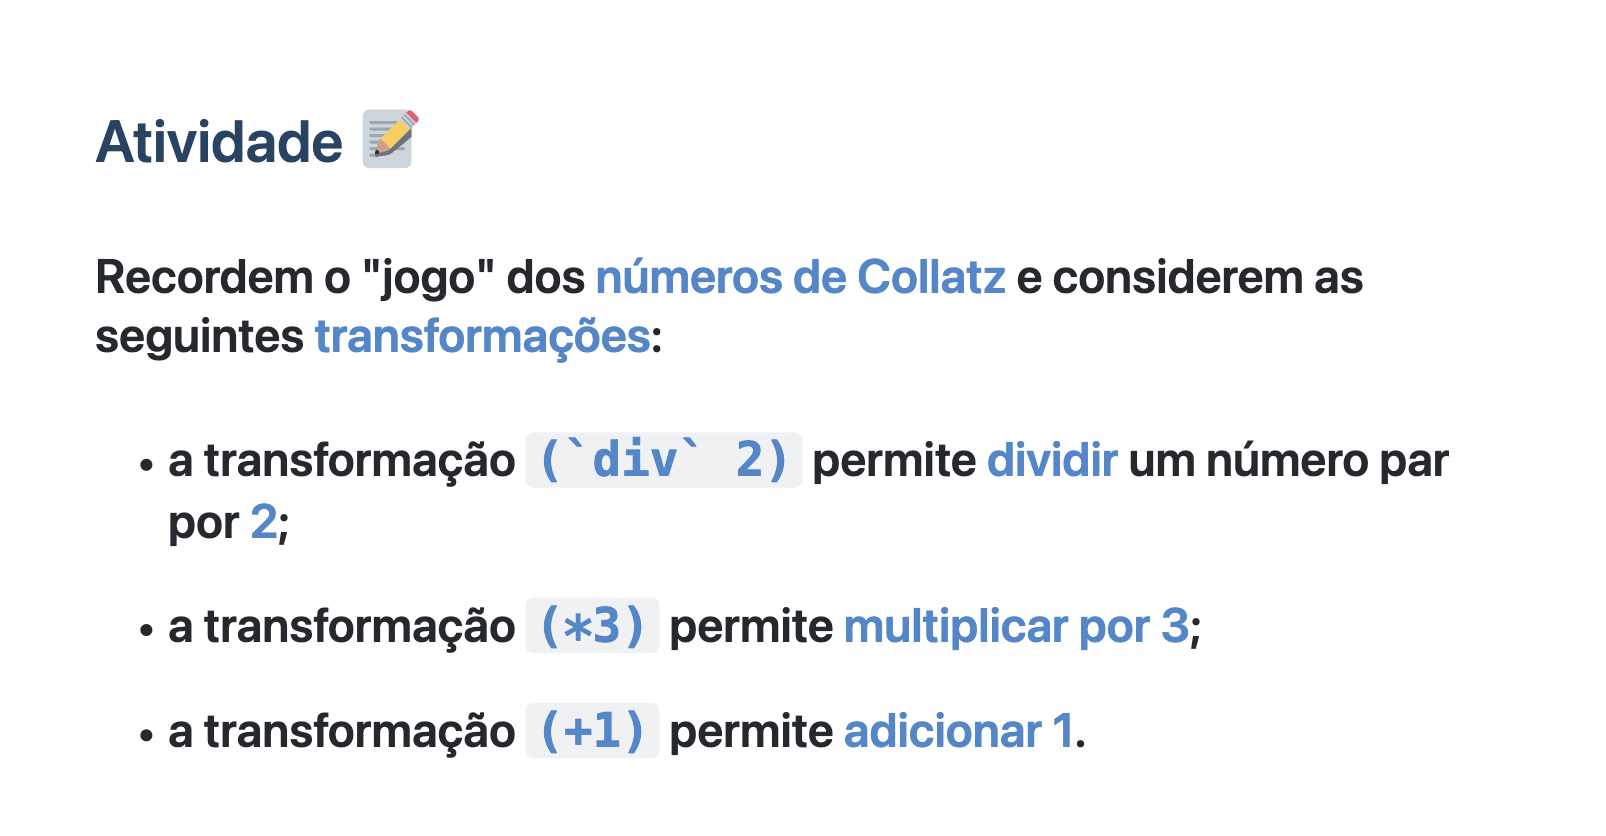 Atividade 📝
Recordem o "jogo" dos números de Collatz e considerem as
seguintes transformações:
• a transformação (`div` 2) permite dividir um número par
por 2;
• a transformação (*3) permite multiplicar por 3;
• a transformação (+1) permite adicionar 1.